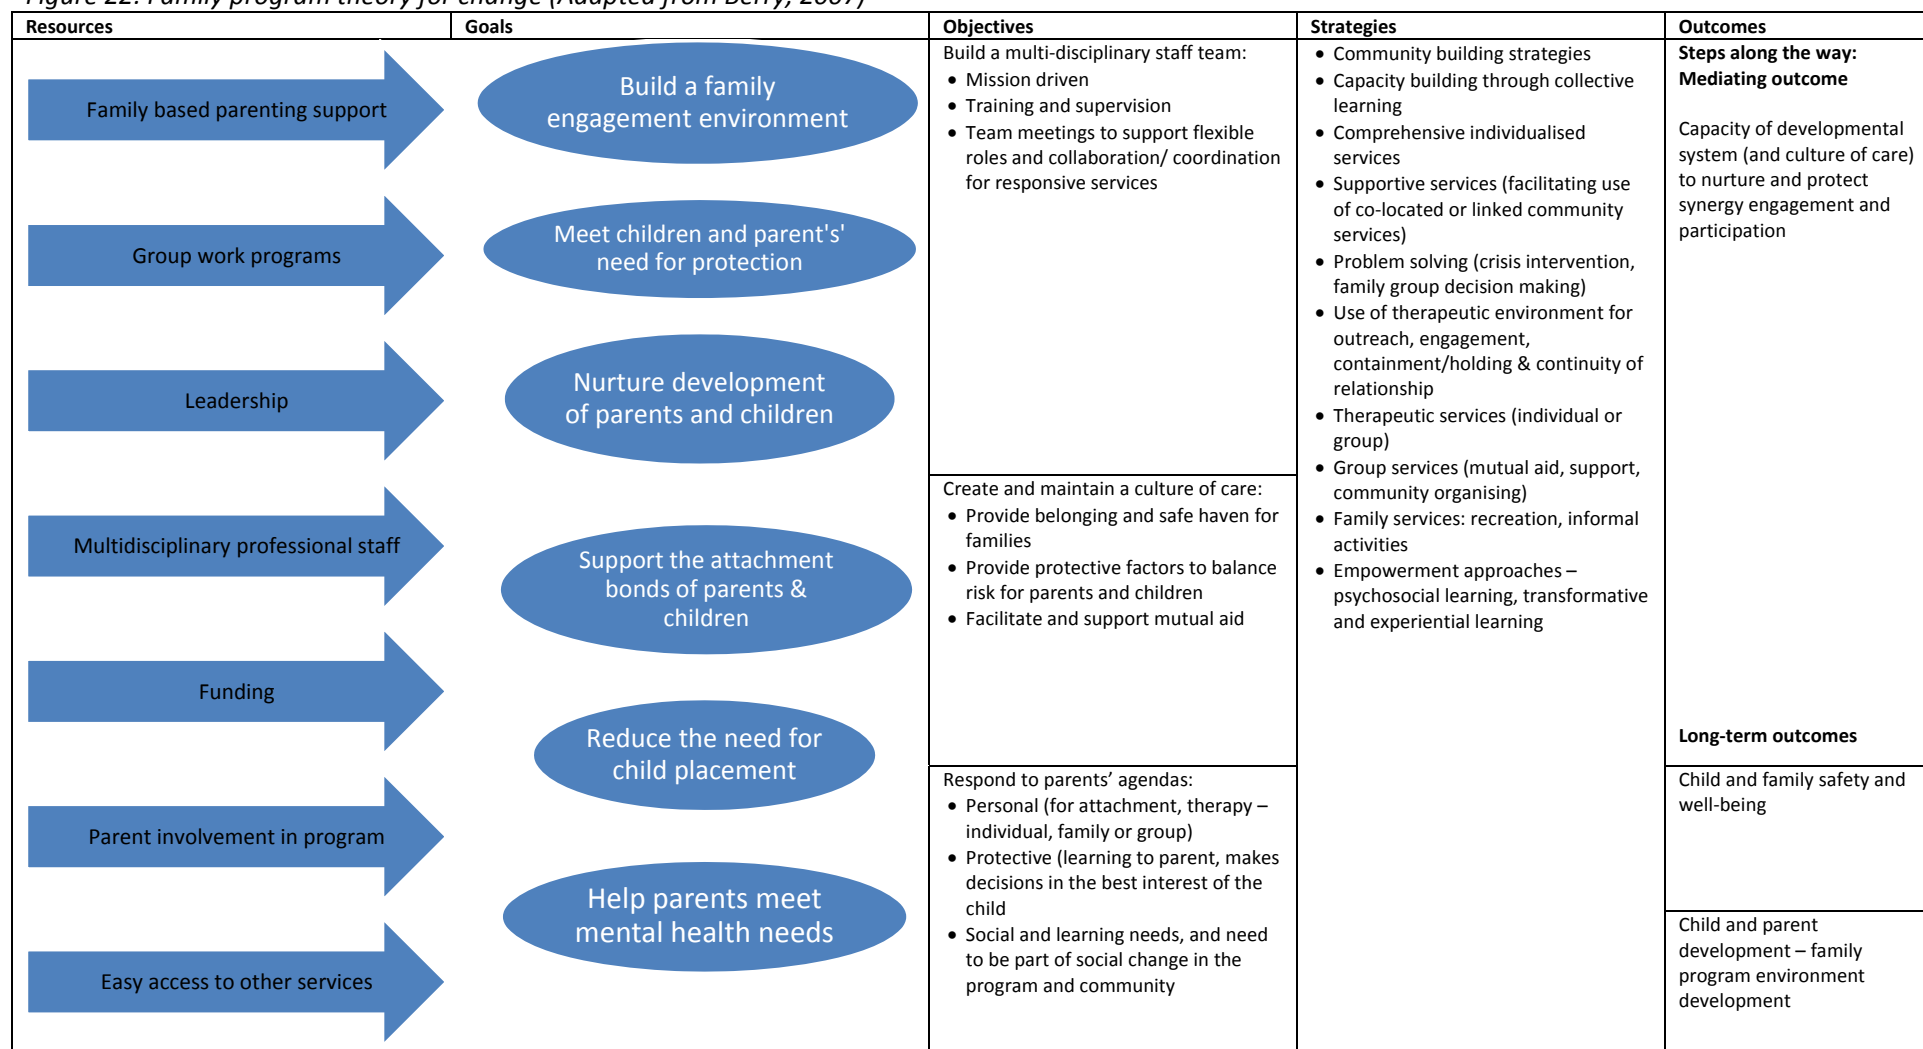 Figure 22: Family program theory for change (Adapted from Berry, 2007)
Resources
Goals
Objectives
Strategies
Outcomes
Family based parenting support
Group work programs
Leadership
Multidisciplinary professional staff
Funding
Parent involvement in program
Easy access to other services
Build a family
engagement environment
Meet children and parent's'
need for protection
Nurture development
of parents and children
Support the attachment
bonds of parents &
children
Reduce the need for
child placement
Help parents meet
mental health needs
Build a multi-disciplinary staff team:
• Mission driven
• Training and supervision
• Team meetings to support flexible
roles and collaboration/ coordination
for responsive services
Create and maintain a culture of care:
• Provide belonging and safe haven for
families
• Provide protective factors to balance
risk for parents and children
• Facilitate and support mutual aid
Respond to parents’ agendas:
• Personal (for attachment, therapy –
individual, family or group)
• Protective (learning to parent, makes
decisions in the best interest of the
child
• Social and learning needs, and need
to be part of social change in the
program and community
• Community building strategies
• Capacity building through collective
learning
• Comprehensive individualised
services
• Supportive services (facilitating use
of co-located or linked community
services)
• Problem solving (crisis intervention,
family group decision making)
• Use of therapeutic environment for
outreach, engagement,
containment/holding & continuity of
relationship
• Therapeutic services (individual or
group)
• Group services (mutual aid, support,
community organising)
• Family services: recreation, informal
activities
• Empowerment approaches –
psychosocial learning, transformative
and experiential learning
Steps along the way:
Mediating outcome
Capacity of developmental
system (and culture of care)
to nurture and protect
synergy engagement and
participation
Long-term outcomes
Child and family safety and
well-being
Child and parent
development – family
program environment
development